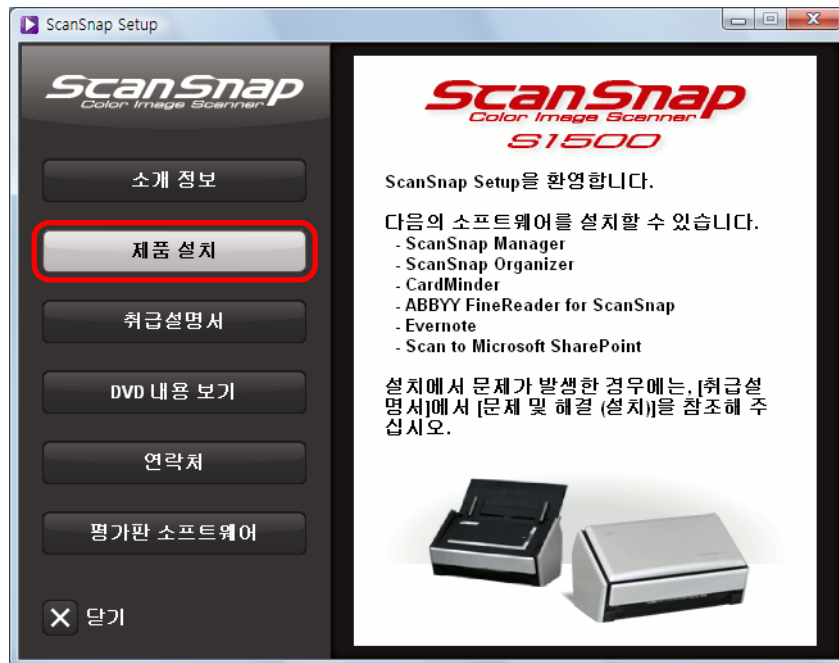 ScanSnap Setup
ScanSnap
Color Image Scanner
소개 정보
제품 설치
취급설명서
DVD 내용 보기
연락처
평가판 소프트웨어
닫기
ScanSnap
Color Image Scanner
S1500
ScanSnap Setup을 환영합니다.
다음의 소프트웨어를 설치할 수 있습니다.
- ScanSnap Manager
- ScanSnap Organizer
- CardMinder
- ABBYY FineReader for ScanSnap
- Evernote
- Scan to Microsoft SharePoint
설치에서 문제가 발생한 경우에는, [취급설
명서]에서 [문제 및 해결 (설치)]을 참조해 주
십시오.